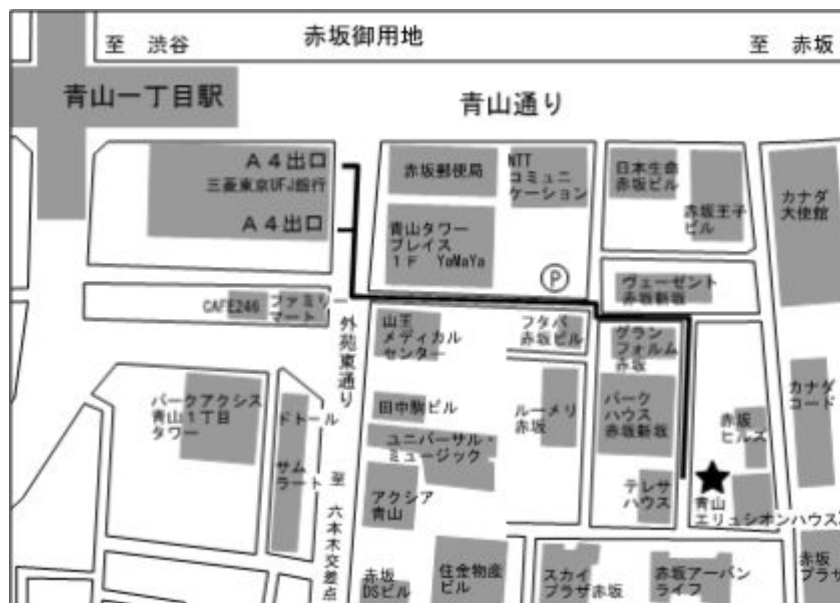 至 渋谷
赤坂御用地
至 赤坂
青山一丁目駅
青山通り
A4出口
三菱東京UFJ銀行
A4出口
赤坂郵便局
NTT
コミュニ
ケーション
日本生命
赤坂ビル
赤坂王子
ビル
カナダ
大使館
青山タワー
プレイス
1F YaMaYa
P
ヴェーゼント
赤坂新坂
CAFE246
ファミリー
マート
外苑東通り
山王
メディカル
センター
フタバ
赤坂ビル
グラン
フォルム
赤坂
パークアクシス
青山1丁目
タワー
ドトール
サム
ラート
田中駒ビル
ユニバーサル・
ミュージック
ルーメリ
赤坂
パーク
ハウス
赤坂新坂
赤坂
ヒルズ
カナダ
コード
至 六本木交差点
アクシア
青山
テレサ
ハウス
青山
エリュシオンハウス
赤坂
DSビル
住金物産
ビル
スカイ
プラザ赤坂
赤坂アーバン
ライフ
赤坂
プラザ